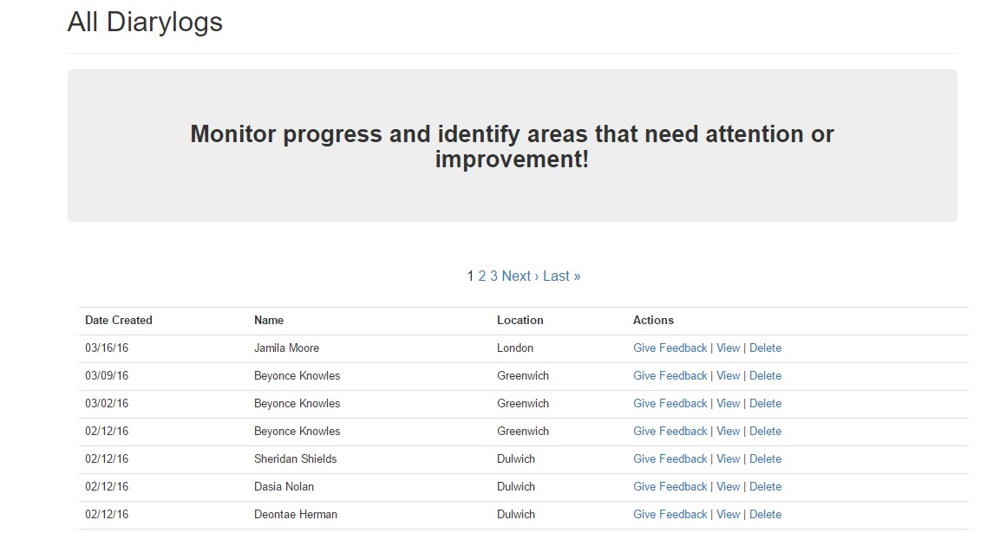 All Diarylogs
Monitor progress and identify areas that need attention or
improvement!
1 2 3 Next › Last »
Date Created Name Location Actions
03/16/16 Jamila Moore London Give Feedback | View | Delete
03/09/16 Beyonce Knowles Greenwich Give Feedback | View | Delete
03/02/16 Beyonce Knowles Greenwich Give Feedback | View | Delete
02/12/16 Beyonce Knowles Greenwich Give Feedback | View | Delete
02/12/16 Sheridan Shields Dulwich Give Feedback | View | Delete
02/12/16 Dasia Nolan Dulwich Give Feedback | View | Delete
02/12/16 Deontae Herman Dulwich Give Feedback | View | Delete